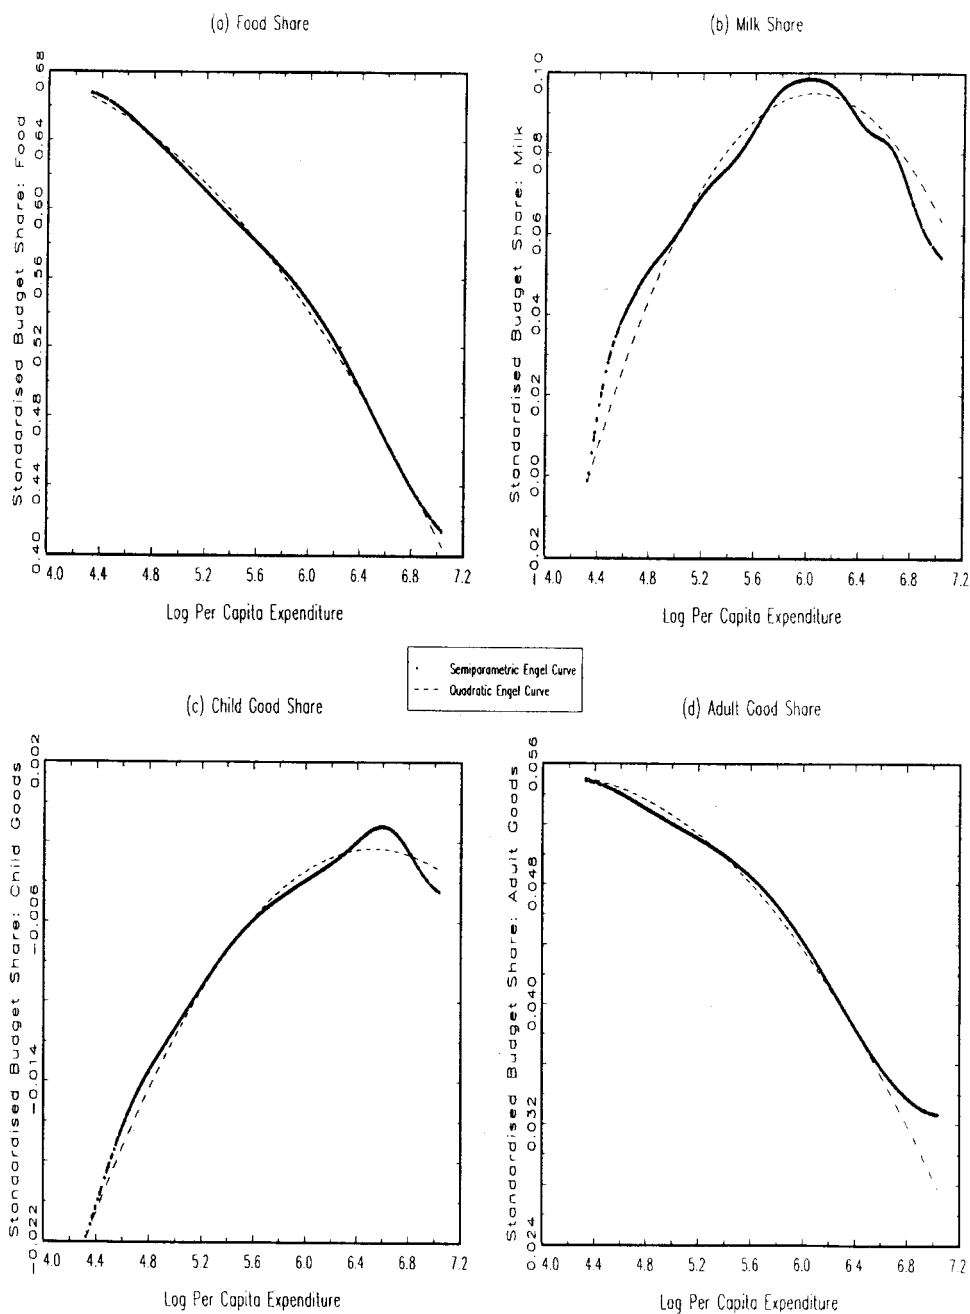 (a) Food Share
(b) Milk Share
Standardised Budget Share: Food
0.40 0.44 0.48 0.52 0.56 0.60 0.64 0.68
4.0 4.4 4.8 5.2 5.6 6.0 6.4 6.8 7.2
Log Per Capita Expenditure
Standardised Budget Share: Milk
-0.02 0.00 0.02 0.04 0.06 0.08 0.10
4.0 4.4 4.8 5.2 5.6 6.0 6.4 6.8 7.2
Log Per Capita Expenditure
Semiparametric Engel Curve
Quadratic Engel Curve
(c) Child Good Share
(d) Adult Good Share
Standardised Budget Share: Child Goods
-0.022 -0.014 -0.006 0.002
4.0 4.4 4.8 5.2 5.6 6.0 6.4 6.8 7.2
Log Per Capita Expenditure
Standardised Budget Share: Adult Goods
0.024 0.032 0.040 0.048 0.056
4.0 4.4 4.8 5.2 5.6 6.0 6.4 6.8 7.2
Log Per Capita Expenditure